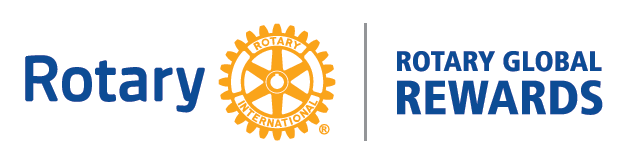 Rotary
ROTARY
INTERNATIONAL
®
ROTARY GLOBAL
REWARDS